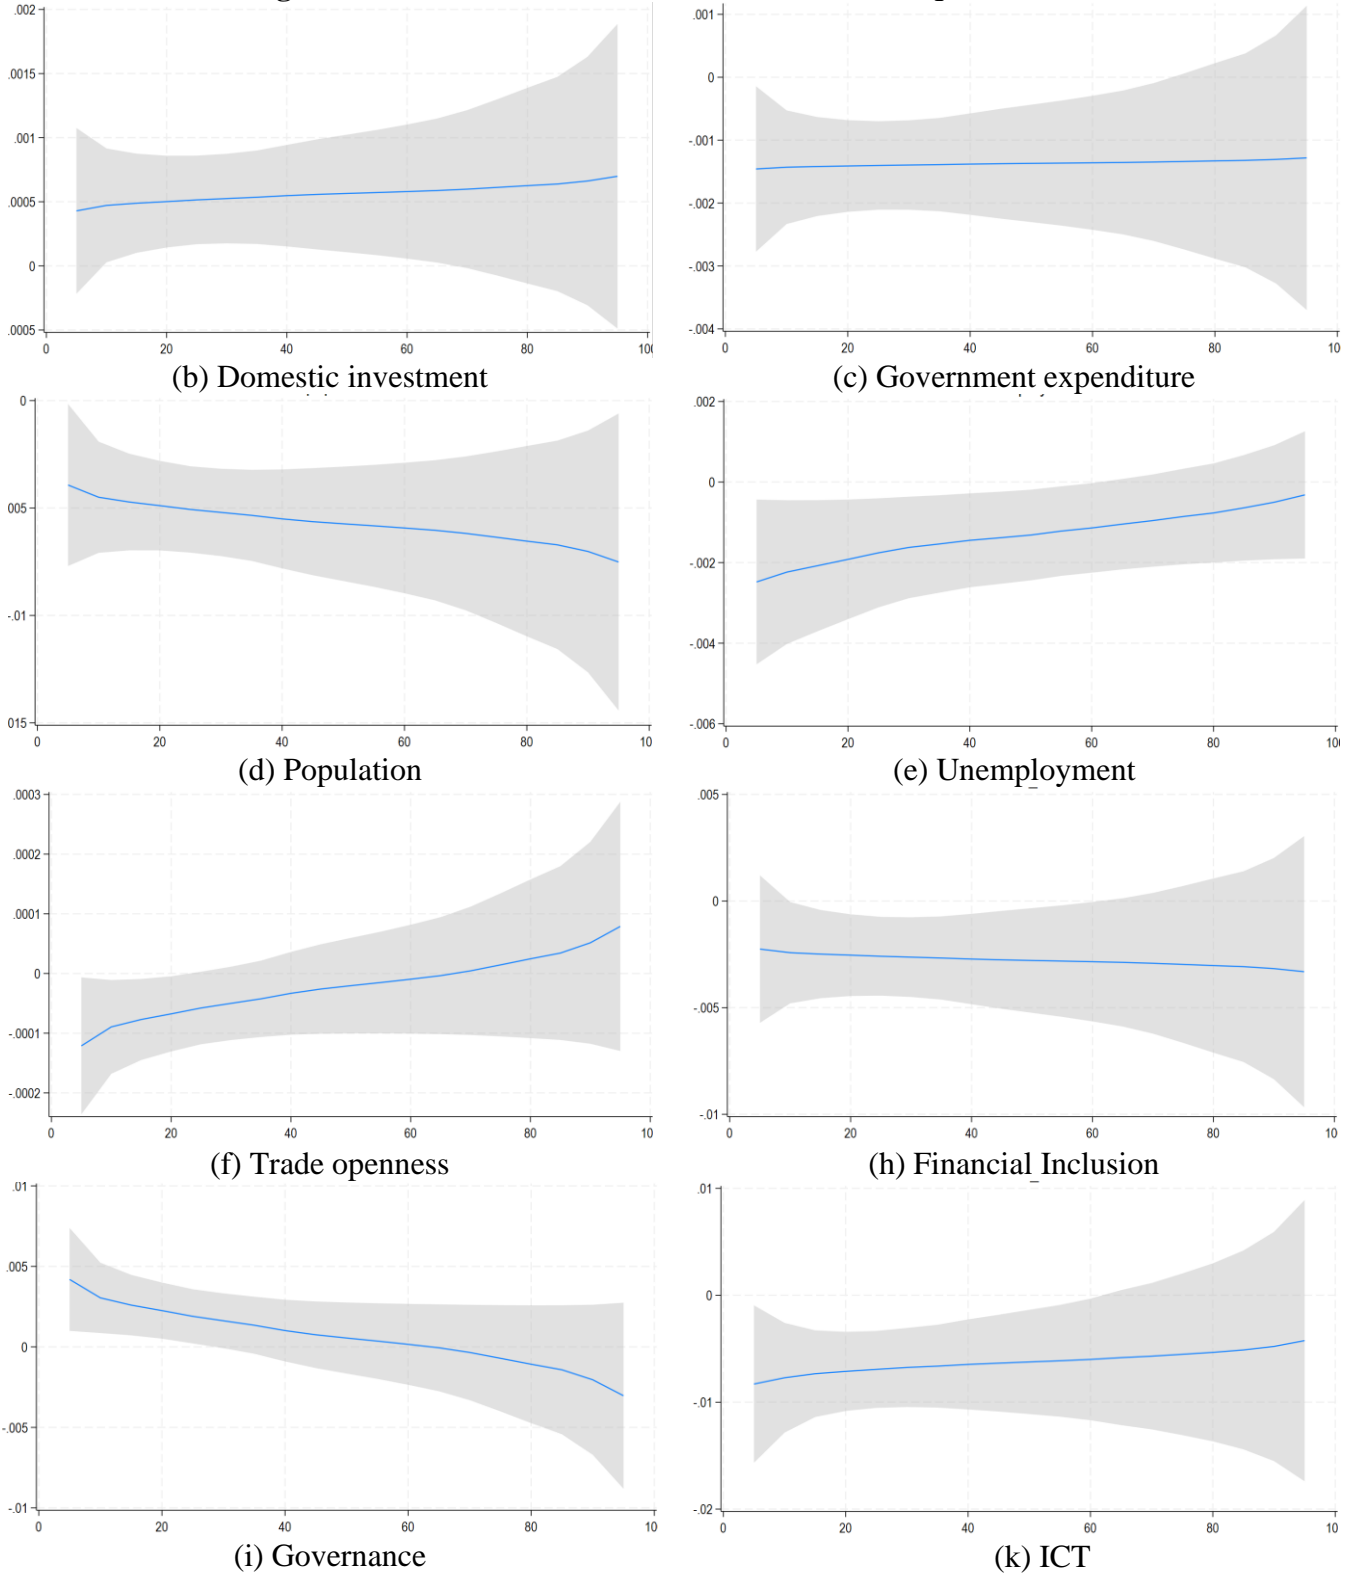 .002
.0015
.001
.0005
0
.0005
0 20 40 60 80 100
(b) Domestic investment
.001
0
-.001
-.002
-.003
-.004
0 20 40 60 80 10
(c) Government expenditure
0
005
-.01
015
0 20 40 60 80 10
(d) Population
.002
0
-.002
-.004
-.006
0 20 40 60 80 10
(e) Unemployment
.0003
.0002
.0001
0
-.0001
-.0002
0 20 40 60 80 10
(f) Trade openness
.005
0
-.005
-.01
0 20 40 60 80 10
(h) Financial Inclusion
.01
.005
0
-.005
-.01
0 20 40 60 80 10
(i) Governance
.01
0
-.01
-.02
0 20 40 60 80 10
(k) ICT